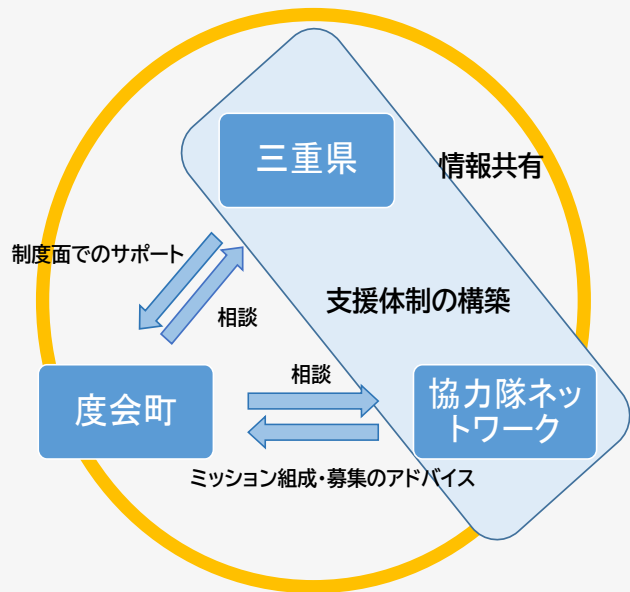 三重県
情報共有
制度面でのサポート
支援体制の構築
相談
相談
度会町
協力隊ネッ
トワーク
ミッション組成・募集のアドバイス